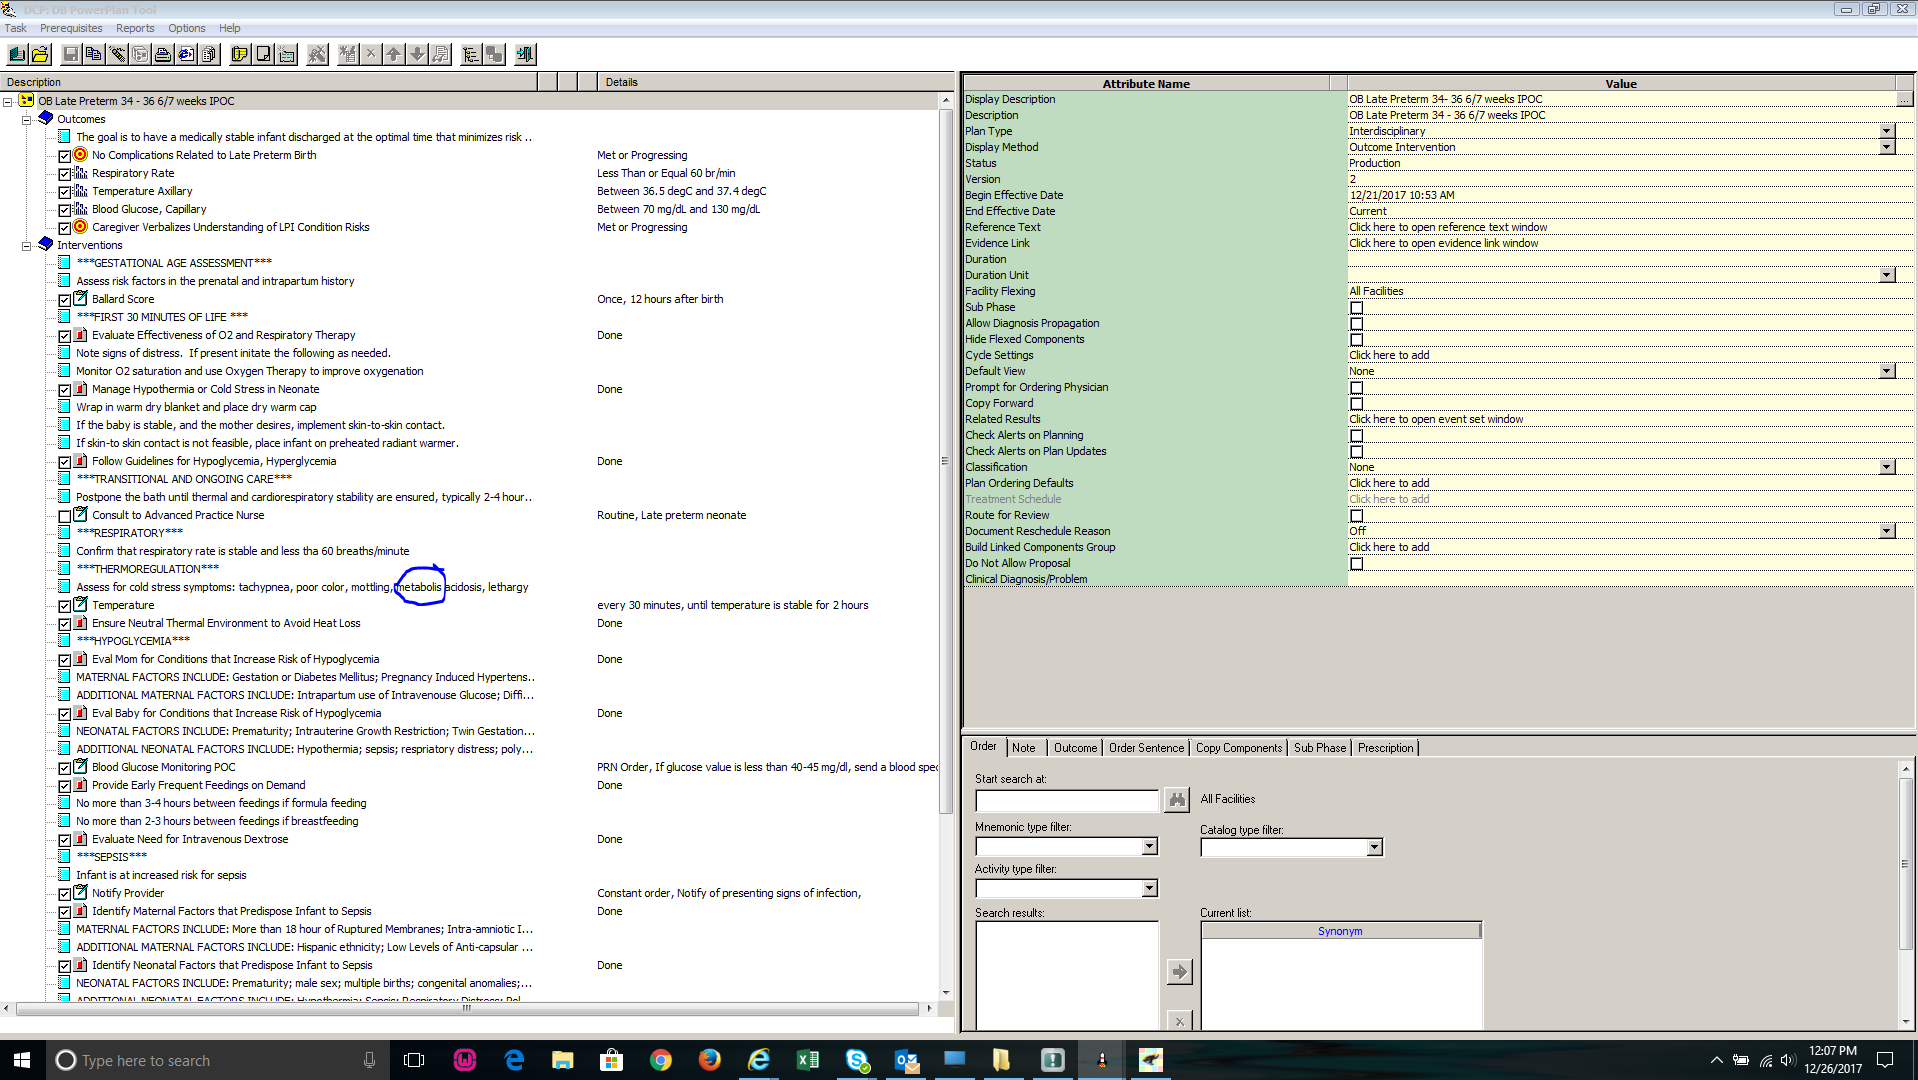 DCP: DB PowerPlan Tool
Task Prerequisites Reports Options Help
Description Details
OB Late Preterm 34 - 36 6/7 weeks IPOC
Outcomes
The goal is to have a medically stable infant discharged at the optimal time that minimizes risk ...
No Complications Related to Late Preterm Birth Met or Progressing
Respiratory Rate Less Than or Equal 60 br/min
Temperature Axillary Between 36.5 degC and 37.4 degC
Blood Glucose, Capillary Between 70 mg/dL and 130 mg/dL
Caregiver Verbalizes Understanding of LPI Condition Risks Met or Progressing
Interventions
***GESTATIONAL AGE ASSESSMENT***
Assess risk factors in the prenatal and intrapartum history
Ballard Score Once, 12 hours after birth
***FIRST 30 MINUTES OF LIFE ***
Evaluate Effectiveness of O2 and Respiratory Therapy Done
Note signs of distress. If present initate the following as needed.
Monitor O2 saturation and use Oxygen Therapy to improve oxygenation
Manage Hypothermia or Cold Stress in Neonate Done
Wrap in warm dry blanket and place dry warm cap
If the baby is stable, and the mother desires, implement skin-to-skin contact.
If skin-to skin contact is not feasible, place infant on preheated radiant warmer.
Follow Guidelines for Hypoglycemia, Hyperglycemia Done
***TRANSITIONAL AND ONGOING CARE***
Postpone the bath until thermal and cardiorespiratory stability are ensured, typically 2-4 hour...
Consult to Advanced Practice Nurse Routine, Late preterm neonate
***RESPIRATORY***
Confirm that respiratory rate is stable and less tha 60 breaths/minute
***THERMOREGULATION***
Assess for cold stress symptoms: tachypnea, poor color, mottling, metabolis acidosis, lethargy
Temperature every 30 minutes, until temperature is stable for 2 hours
Ensure Neutral Thermal Environment to Avoid Heat Loss Done
***HYPOGLYCEMIA***
Eval Mom for Conditions that Increase Risk of Hypoglycemia Done
MATERNAL FACTORS INCLUDE: Gestation or Diabetes Mellitus; Pregnancy Induced Hypertens...
ADDITIONAL MATERNAL FACTORS INCLUDE: Intrapartum use of Intravenouse Glucose; Diffi...
Eval Baby for Conditions that Increase Risk of Hypoglycemia Done
NEONATAL FACTORS INCLUDE: Prematurity; Intrauterine Growth Restriction; Twin Gestation...
ADDITIONAL NEONATAL FACTORS INCLUDE: Hypothermia; sepsis; respriatory distress; poly...
Blood Glucose Monitoring POC PRN Order, If glucose value is less than 40-45 mg/dl, send a blood spec
Provide Early Frequent Feedings on Demand Done
No more than 3-4 hours between feedings if formula feeding
No more than 2-3 hours between feedings if breastfeeding
Evaluate Need for Intravenous Dextrose Done
***SEPSIS***
Infant is at increased risk for sepsis
Notify Provider Constant order, Notify of presenting signs of infection,
Identify Maternal Factors that Predispose Infant to Sepsis Done
MATERNAL FACTORS INCLUDE: More than 18 hour of Ruptured Membranes; Intra-amniotic I...
ADDITIONAL MATERNAL FACTORS INCLUDE: Hispanic ethnicity; Low Levels of Anti-capsular ...
Identify Neonatal Factors that Predispose Infant to Sepsis Done
NEONATAL FACTORS INCLUDE: Prematurity; male sex; multiple births; congenital anomalies;...
ADDITIONAL NEONATAL FACTORS INCLUDE: Hypothermia; Sepsis; Respiratory Distress; Pol...
Attribute Name Value
Display Description OB Late Preterm 34- 36 6/7 weeks IPOC ...
Description OB Late Preterm 34 - 36 6/7 weeks IPOC
Plan Type Interdisciplinary
Display Method Outcome Intervention
Status Production
Version 2
Begin Effective Date 12/21/2017 10:53 AM
End Effective Date Current
Reference Text Click here to open reference text window
Evidence Link Click here to open evidence link window
Duration
Duration Unit
Facility Flexing All Facilities
Sub Phase
Allow Diagnosis Propagation
Hide Flexed Components
Cycle Settings Click here to add
Default View None
Prompt for Ordering Physician
Copy Forward
Related Results Click here to open event set window
Check Alerts on Planning
Check Alerts on Plan Updates
Classification None
Plan Ordering Defaults Click here to add
Treatment Schedule Click here to add
Route for Review
Document Reschedule Reason Off
Build Linked Components Group Click here to add
Do Not Allow Proposal
Clinical Diagnosis/Problem
Order Note Outcome Order Sentence Copy Components Sub Phase Prescription
Start search at:
All Facilities
Mnemonic type filter: Catalog type filter:
Activity type filter:
Search results: Current list:
Synonym
Type here to search
12:07 PM
12/26/2017